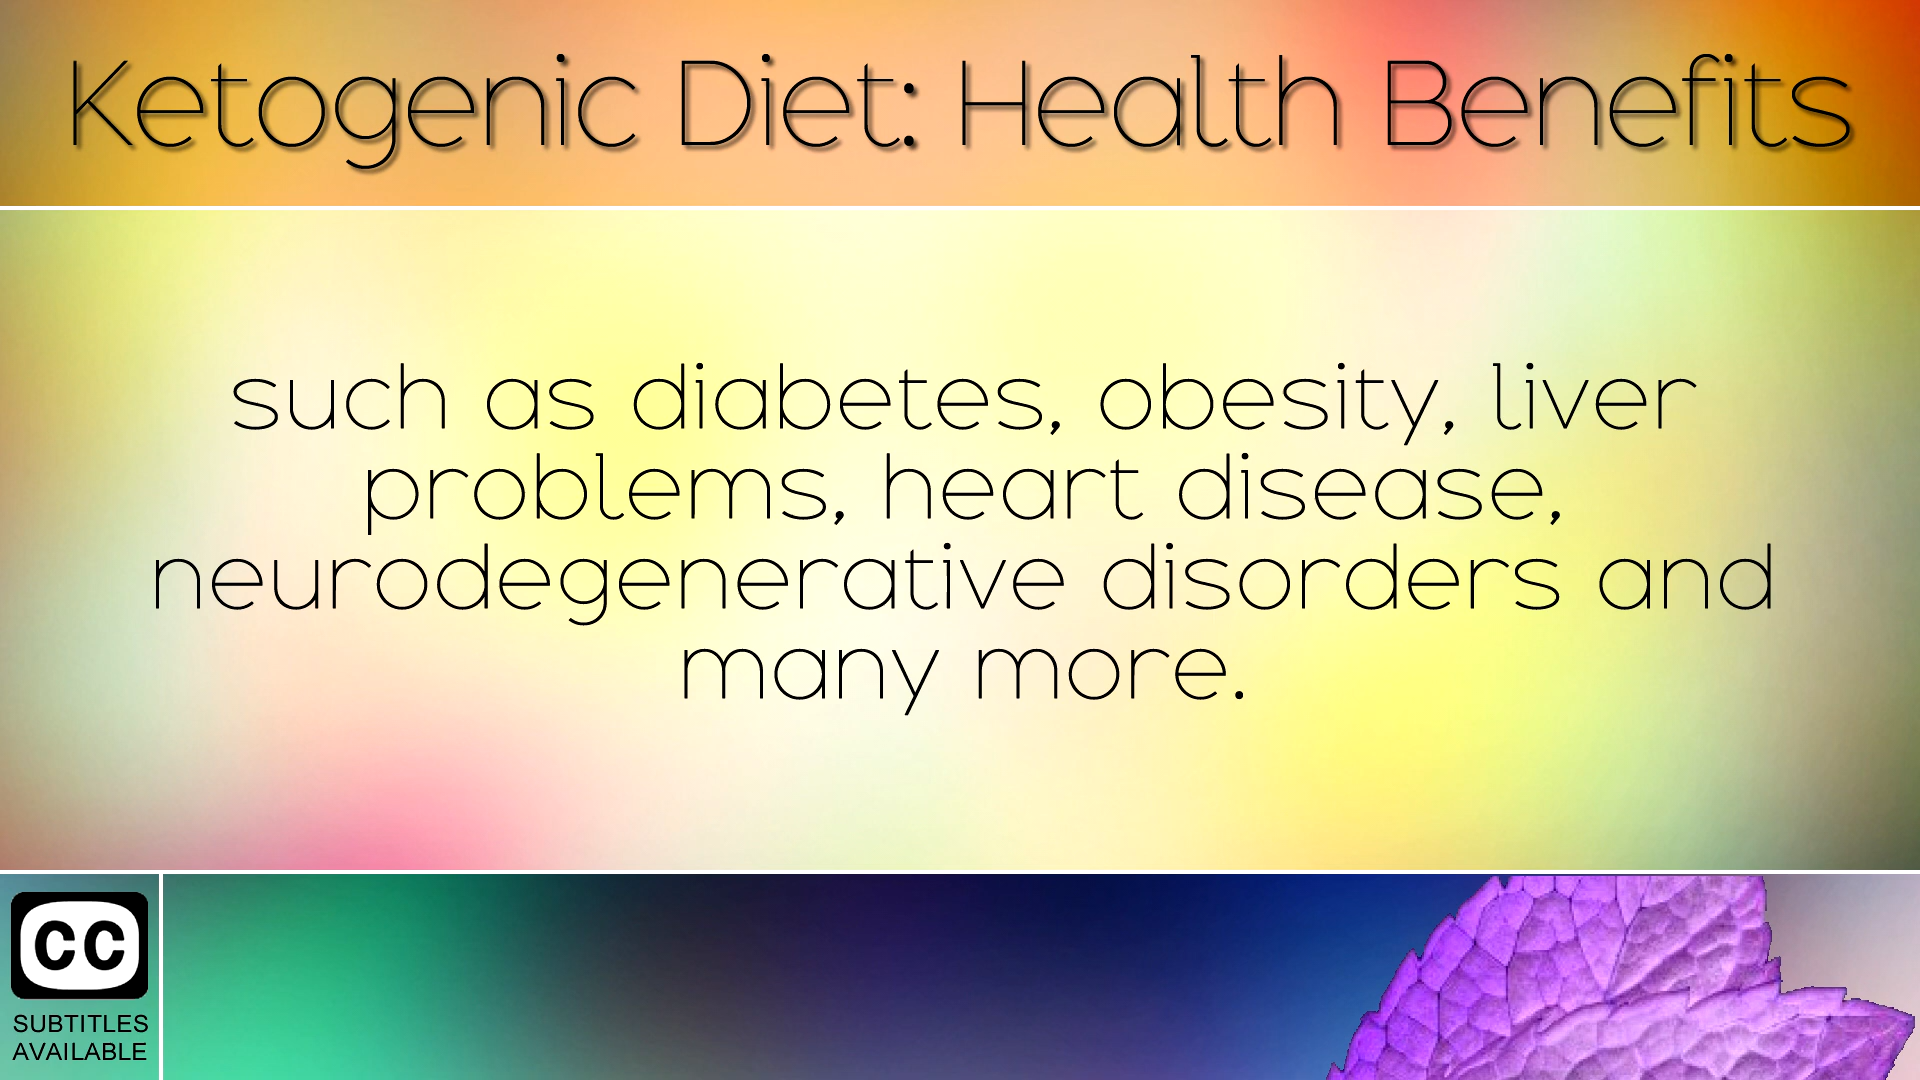 Ketogenic Diet: Health Benefits
such as diabetes, obesity, liver
problems, heart disease,
neurodegenerative disorders and
many more.
CC
SUBTITLES
AVAILABLE